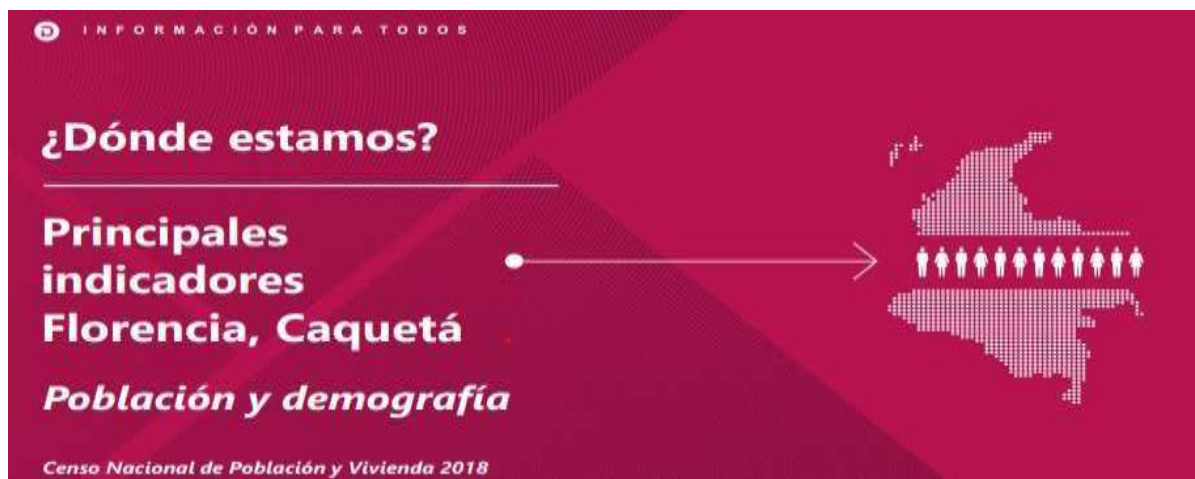 INFORMACIÓN PARA TODOS
¿Dónde estamos?
Principales
indicadores
Florencia, Caquetá
Población y demografía
Censo Nacional de Población y Vivienda 2018